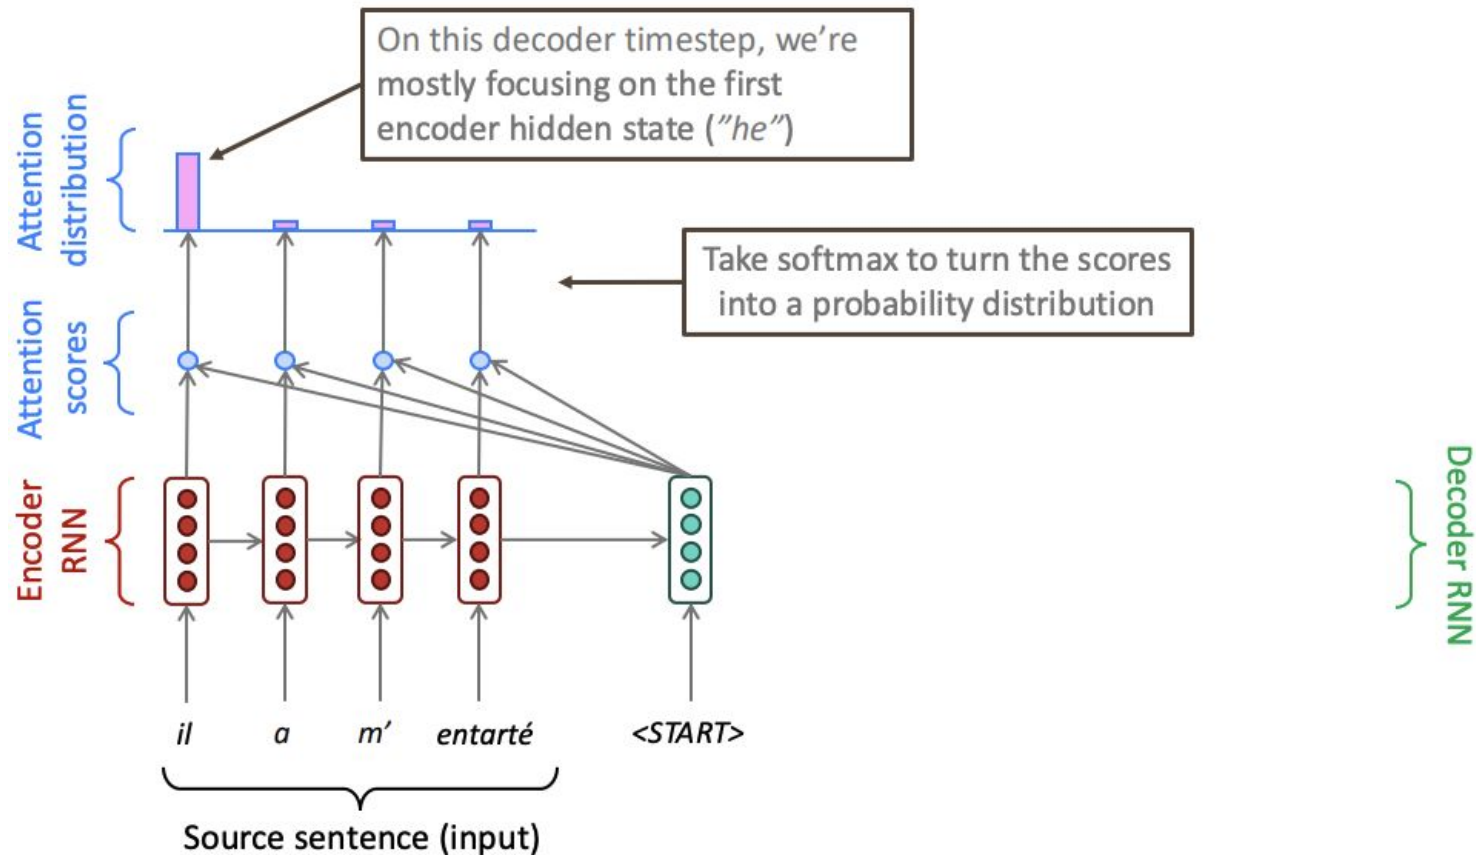 On this decoder timestep, we're
mostly focusing on the first
encoder hidden state ("he")
Attention
distribution
Take softmax to turn the scores
into a probability distribution
Attention
scores
Encoder
RNN
Decoder RNN
il
a
m'
entarté
<START>
Source sentence (input)